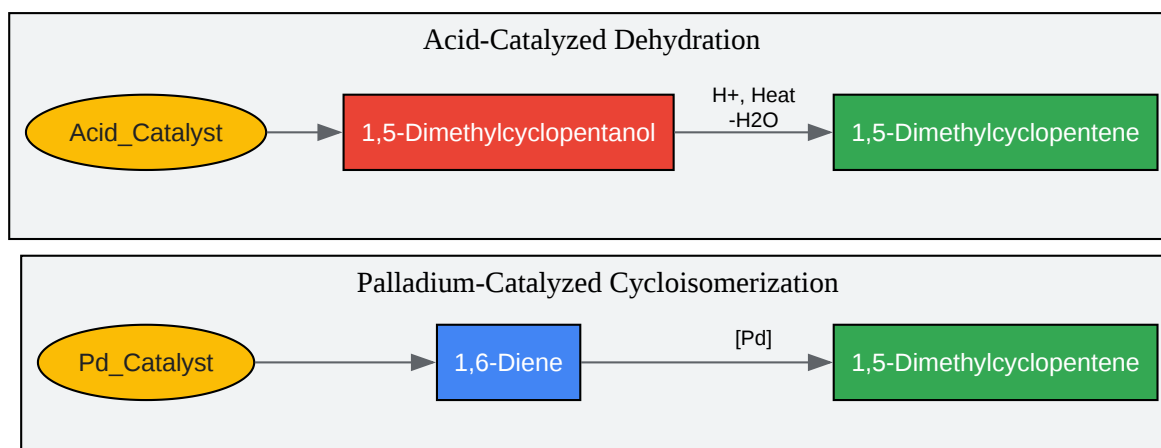 Acid-Catalyzed Dehydration
Acid_Catalyst
1,5-Dimethylcyclopentanol
H+, Heat
-H2O
1,5-Dimethylcyclopentene
Palladium-Catalyzed Cycloisomerization
Pd_Catalyst
1,6-Diene
[Pd]
1,5-Dimethylcyclopentene